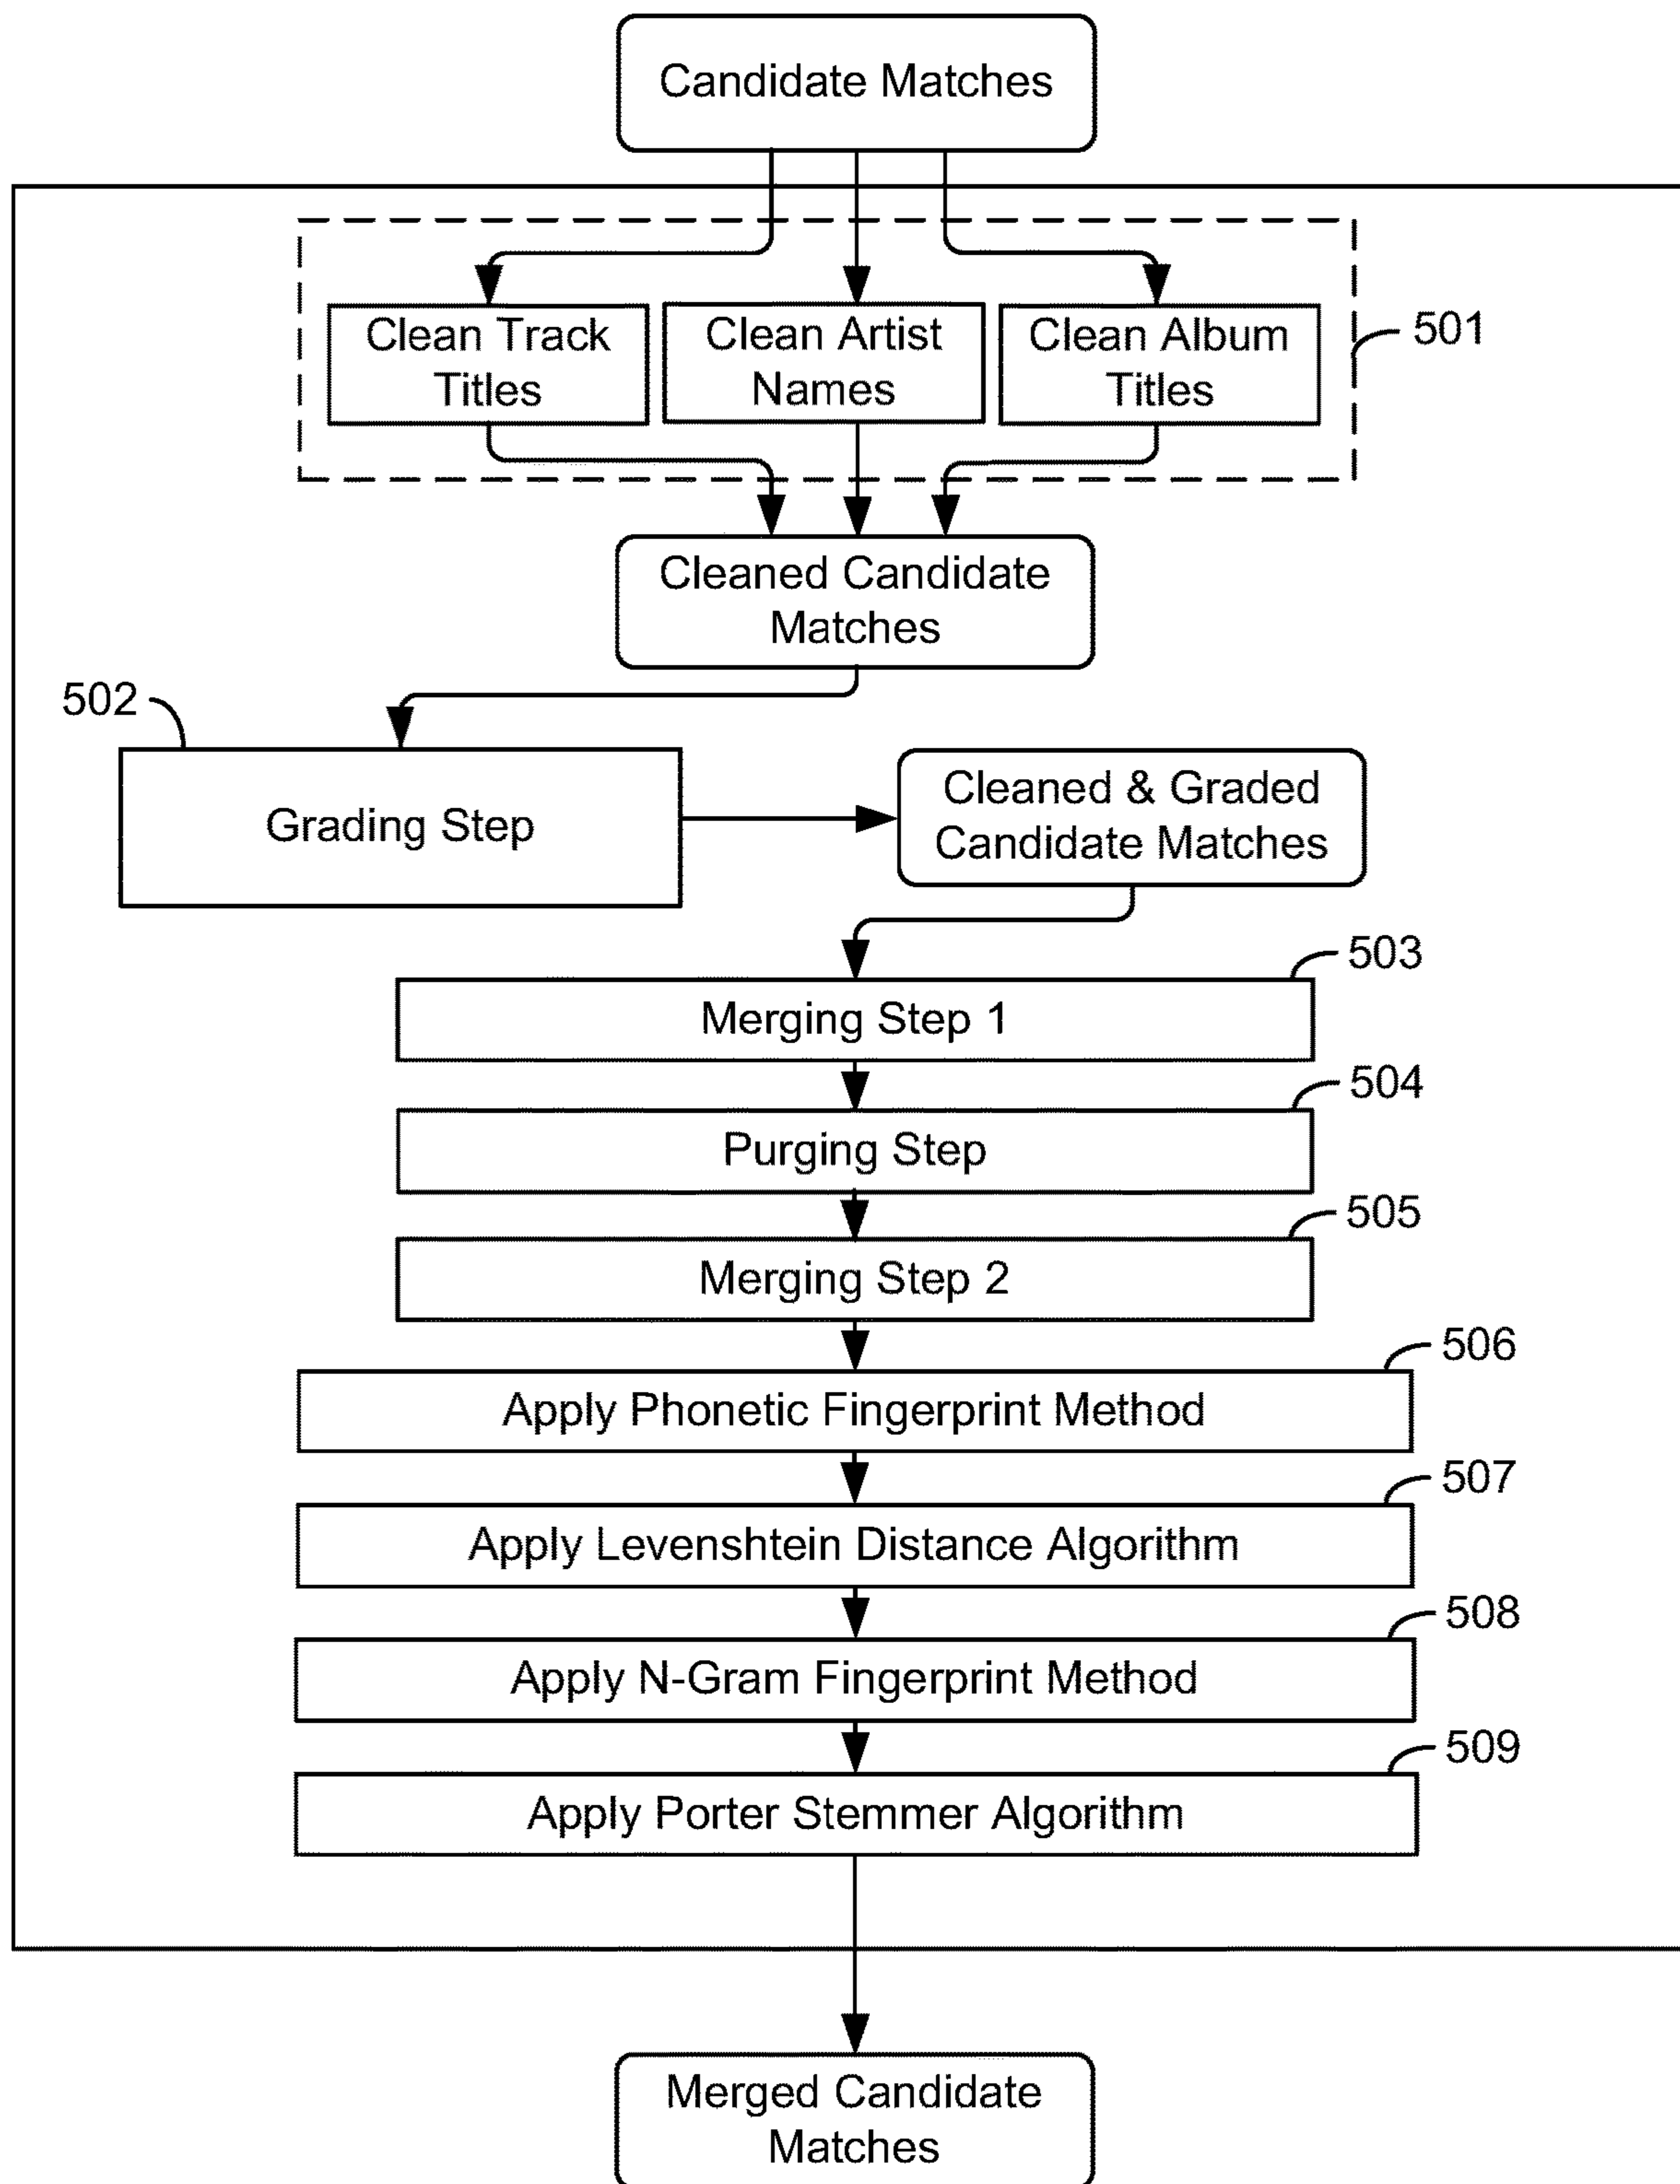 Candidate Matches
Clean Track
Titles
Clean Artist
Names
Clean Album
Titles
501
Cleaned Candidate
Matches
502
Grading Step
Cleaned & Graded
Candidate Matches
503
Merging Step 1
504
Purging Step
505
Merging Step 2
506
Apply Phonetic Fingerprint Method
507
Apply Levenshtein Distance Algorithm
508
Apply N-Gram Fingerprint Method
509
Apply Porter Stemmer Algorithm
Merged Candidate
Matches